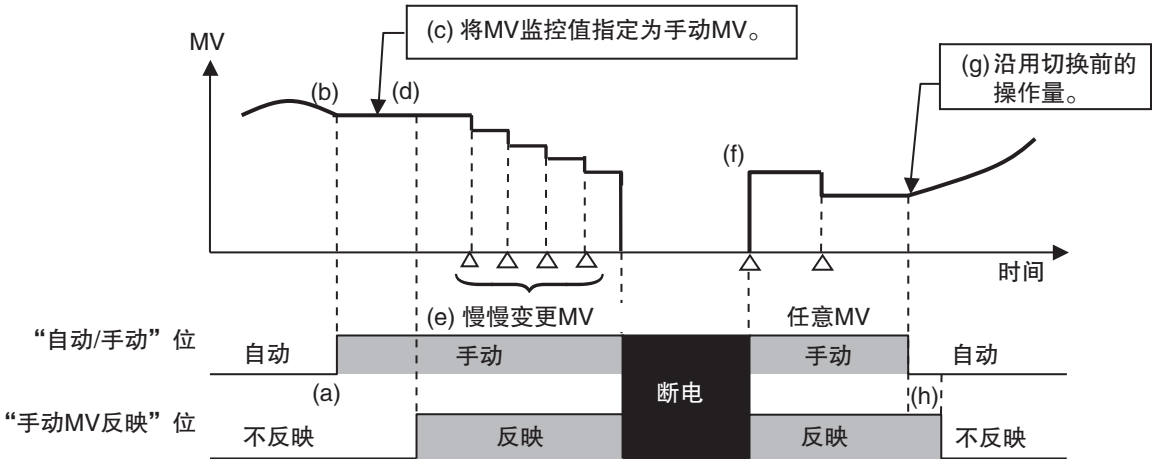 (c) 将MV监控值指定为手动MV。
MV
(g) 沿用切换前的
操作量。
(b)
(d)
(f)
时间
(e) 慢慢变更MV
任意MV
“自动/手动”位
自动
手动
手动
自动
(a)
断电
(h)
“手动MV反映”位
不反映
反映
反映
不反映